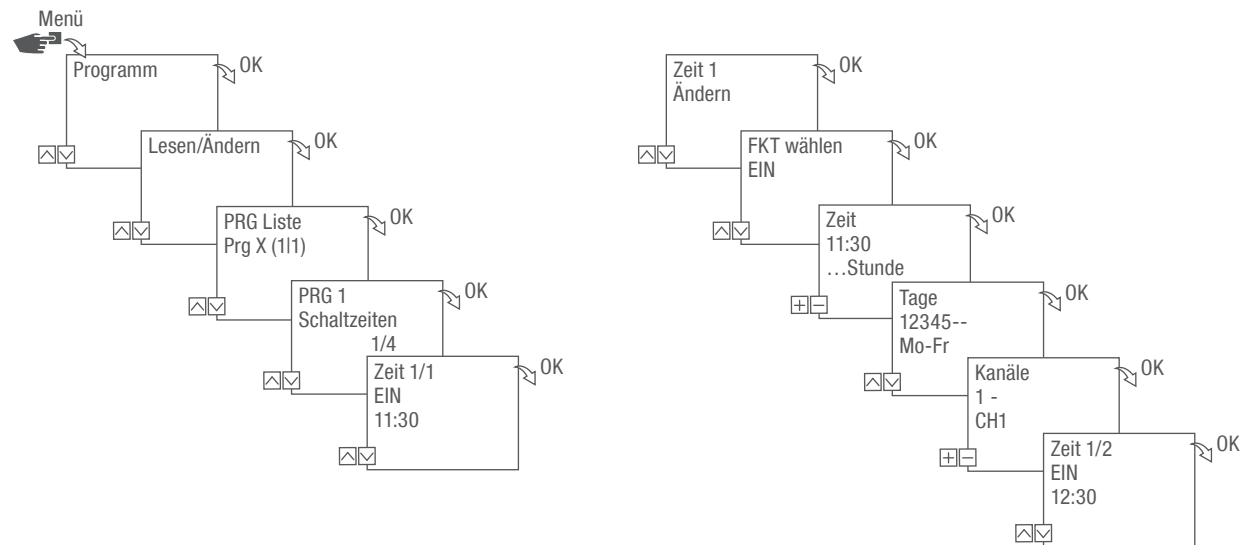 Menü
Programm
OK
Lesen/Ändern
OK
PRG Liste
Prg X (1|1)
OK
PRG 1
Schaltzeiten
1/4
OK
Zeit 1/1
EIN
11:30
OK
Zeit 1
Ändern
OK
FKT wählen
EIN
OK
Zeit
11:30
...Stunde
OK
Tage
12345--
Mo-Fr
OK
Kanäle
1 -
CH1
OK
Zeit 1/2
EIN
12:30
OK